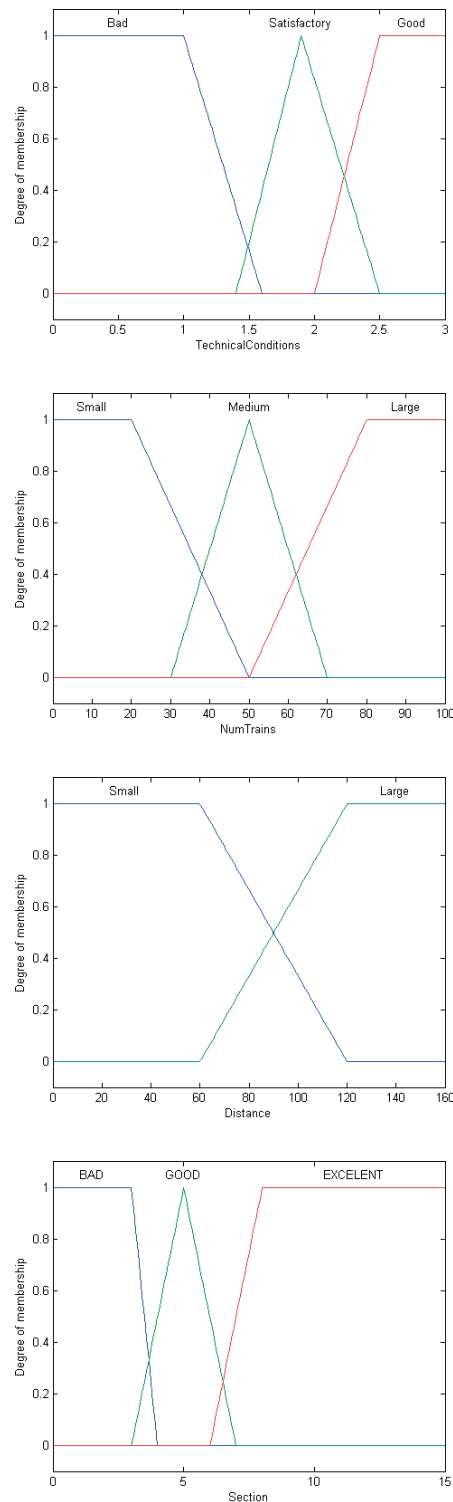 Bad Satisfactory Good
1
0.8
0.6
0.4
0.2
0
Degree of membership
0 0.5 1 1.5 2 2.5 3
TechnicalConditions
Small Medium Large
1
0.8
0.6
0.4
0.2
0
Degree of membership
0 10 20 30 40 50 60 70 80 90 100
NumTrains
Small Large
1
0.8
0.6
0.4
0.2
0
Degree of membership
0 20 40 60 80 100 120 140 160
Distance
BAD GOOD EXCELENT
1
0.8
0.6
0.4
0.2
0
Degree of membership
0 5 10 15
Section